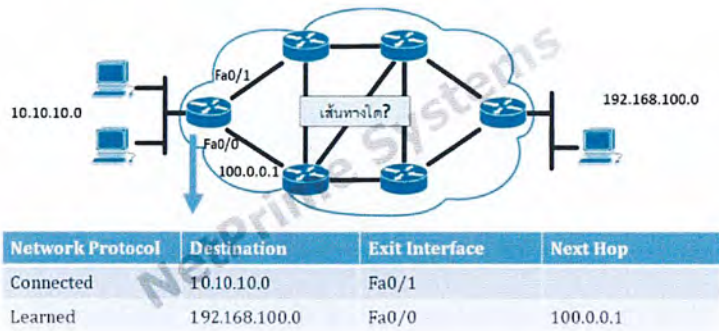 Fa0/1
10.10.10.0
เส้นทางใด?
192.168.100.0
Fa0/0
100.0.0.1
NetPrime Systems
Network Protocol Destination Exit Interface Next Hop
Connected 10.10.10.0 Fa0/1
Learned 192.168.100.0 Fa0/0 100.0.0.1